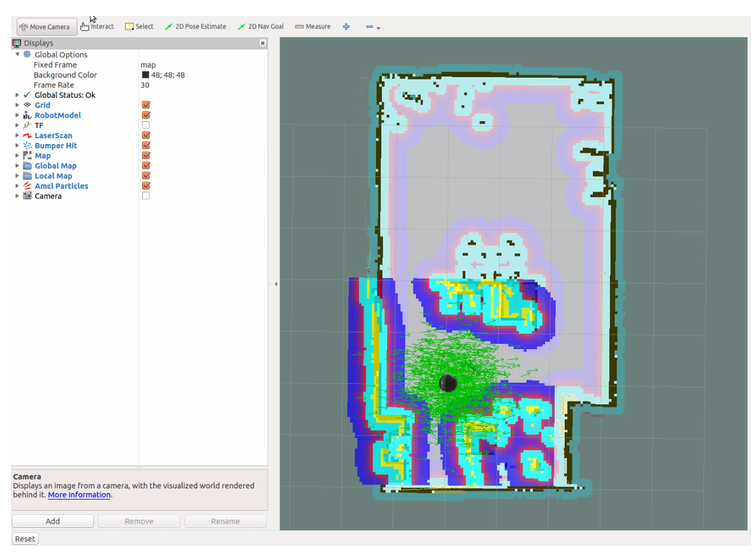 Move Camera Interact Select 2D Pose Estimate 2D Nav Goal Measure
Displays
Global Options
Fixed Frame map
Background Color 48; 48; 48
Frame Rate 30
Global Status: Ok
Grid
RobotModel
TF
LaserScan
Bumper Hit
Map
Global Map
Local Map
Amcl Particles
Camera
Camera
Displays an image from a camera, with the visualized world rendered
behind it. More Information.
Add Remove Rename
Reset